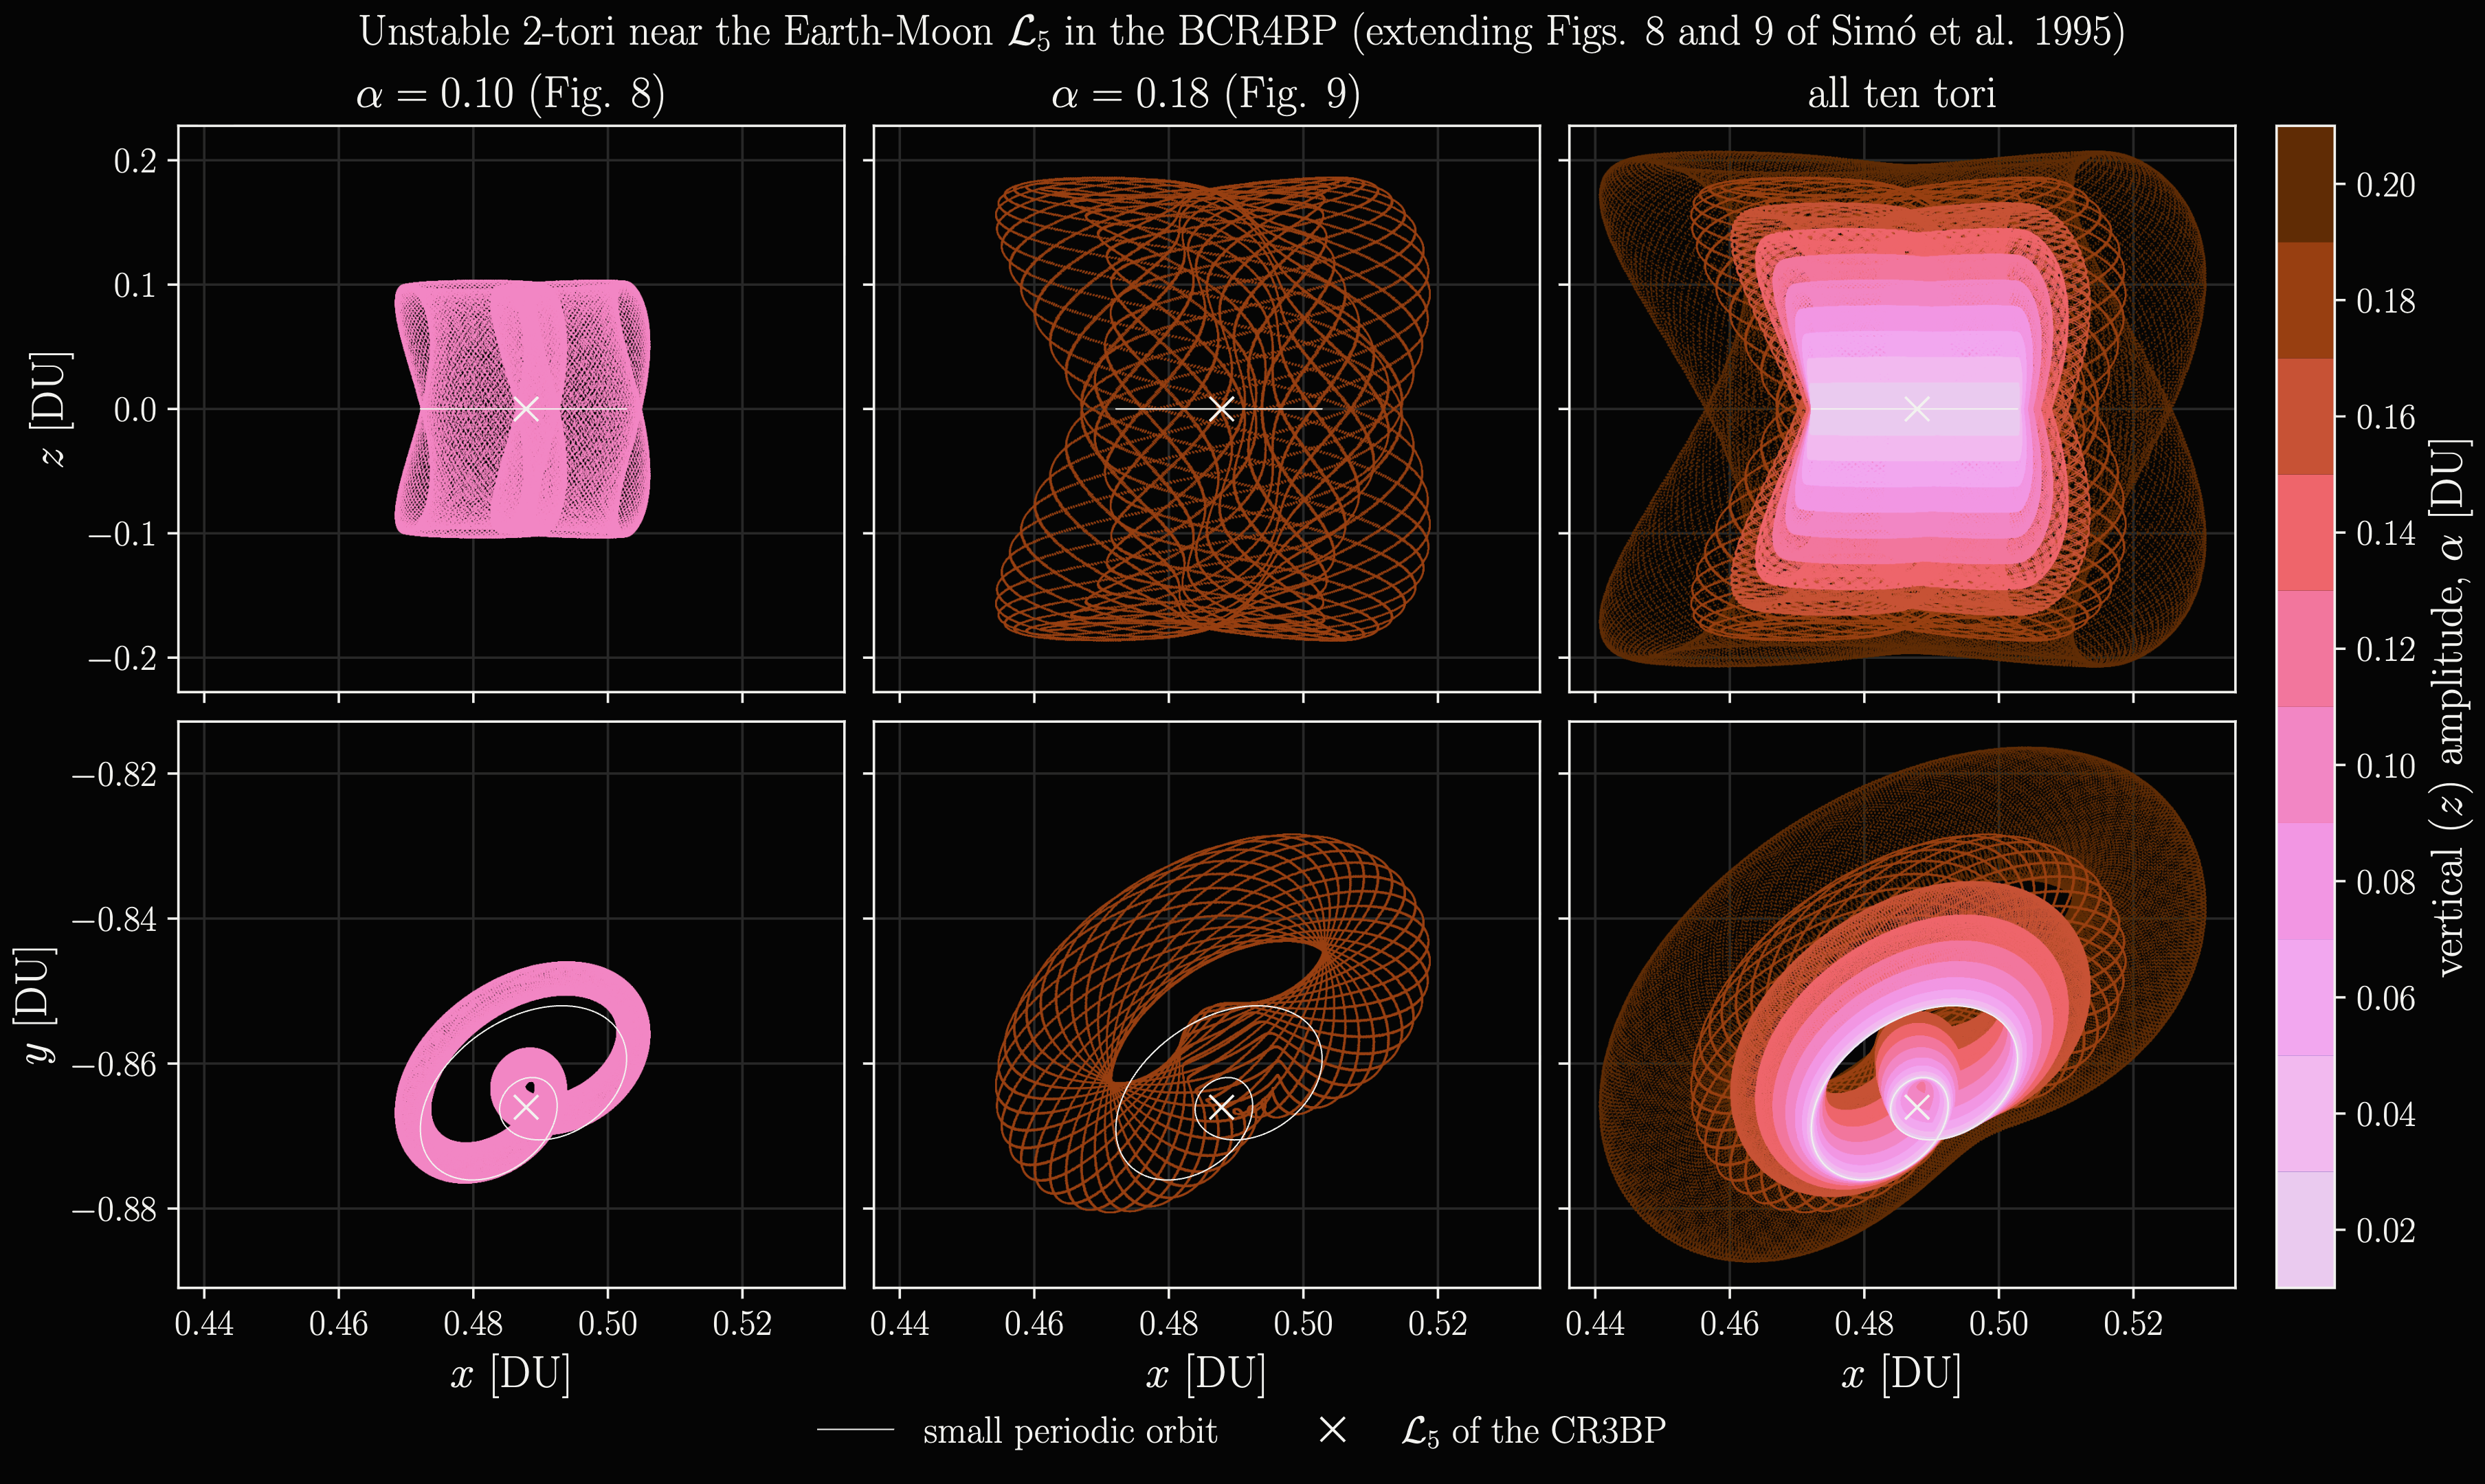 Unstable 2-tori near the Earth-Moon 𝓛₅ in the BCR4BP (extending Figs. 8 and 9 of Simó et al. 1995)
α = 0.10 (Fig. 8)
α = 0.18 (Fig. 9)
all ten tori
z [DU]
0.2
0.1
0.0
−0.1
−0.2
y [DU]
−0.82
−0.84
−0.86
−0.88
0.44 0.46 0.48 0.50 0.52
0.44 0.46 0.48 0.50 0.52
0.44 0.46 0.48 0.50 0.52
x [DU]
x [DU]
x [DU]
0.20
0.18
0.16
0.14
0.12
0.10
0.08
0.06
0.04
0.02
vertical (z) amplitude, α [DU]
small periodic orbit
𝓛₅ of the CR3BP